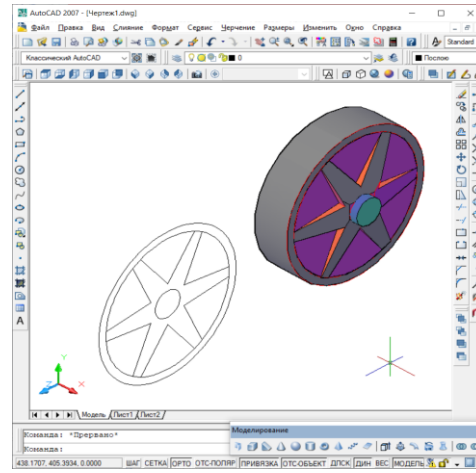 AutoCAD 2007 - [Чертеж1.dwg]
Файл Правка Вид Слияние Формат Сервис Черчение Размеры Изменить Окно Справка
Standard
Классический AutoCAD 0 Послою
Y
X
Z
Модель Лист1 Лист2
Моделирование
Команда: *Прервано*
Команда:
438.1707, 405.3934, 0.0000 ШАГ СЕТКА ОРТО ОТС-ПОЛЯР ПРИВЯЗКА ОТС-ОБЪЕКТ ДПСК ДИН ВЕС МОДЕЛЬ